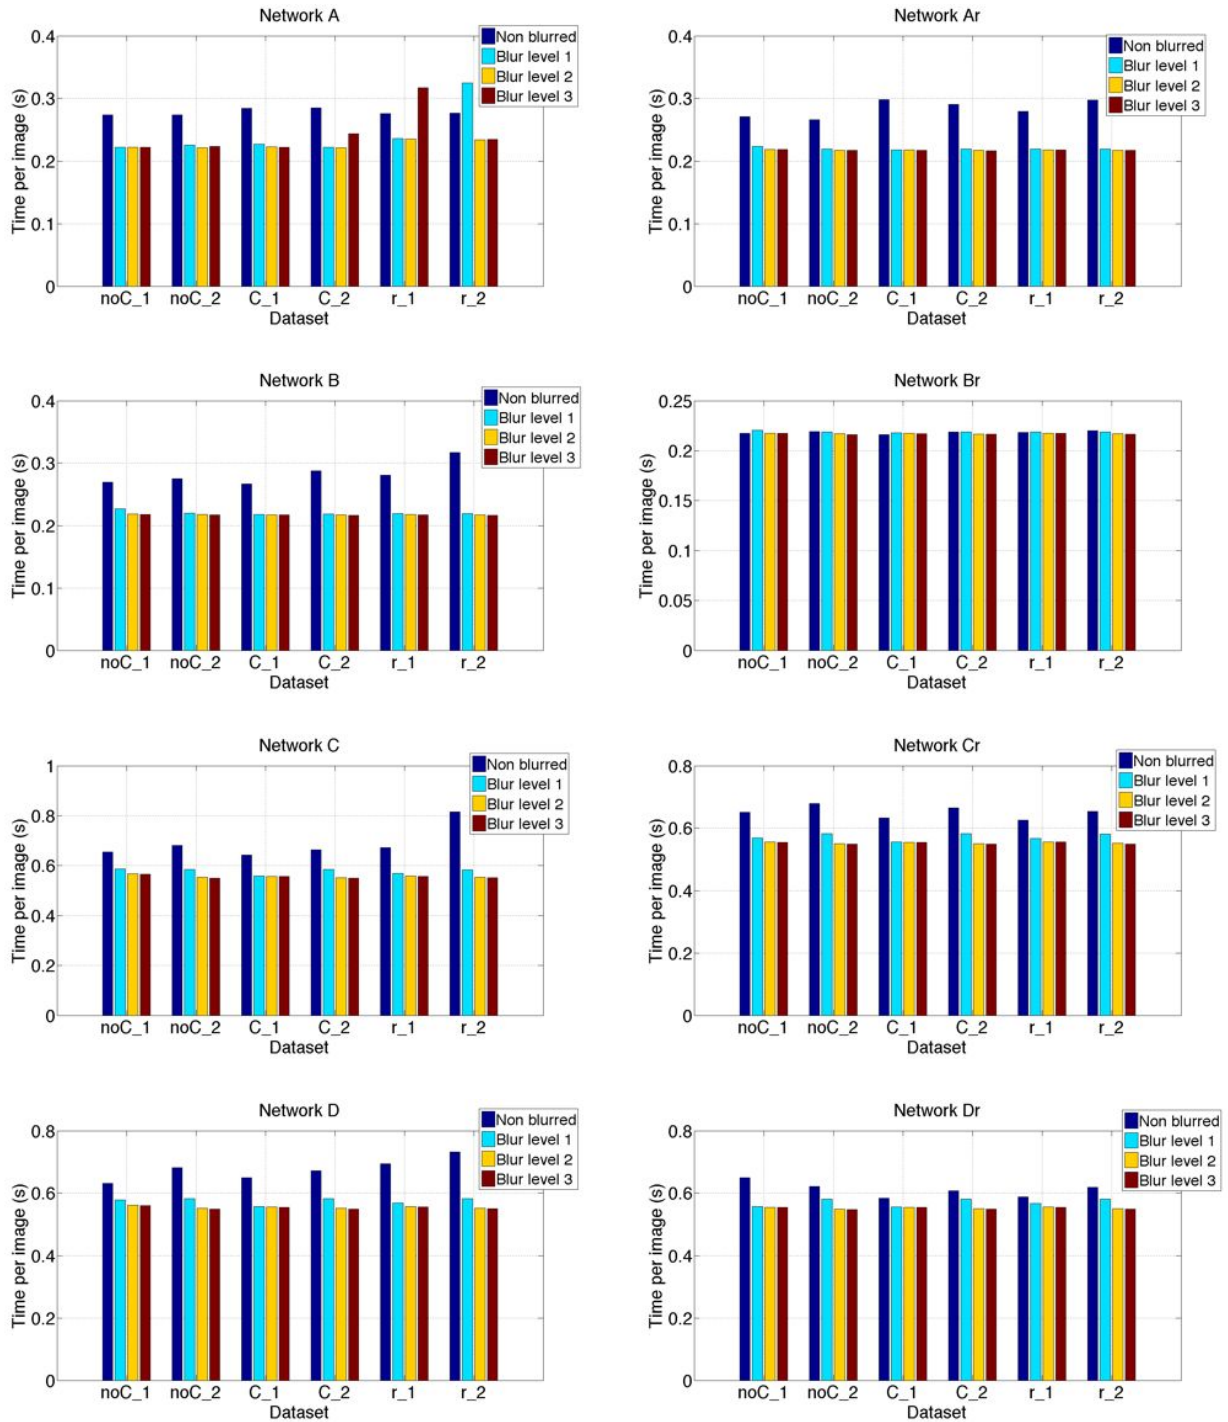 Network A
Non blurred
Blur level 1
Blur level 2
Blur level 3
Time per image (s)
0.4
0.3
0.2
0.1
0
noC_1 noC_2 C_1 C_2 r_1 r_2
Dataset
Network Ar
Non blurred
Blur level 1
Blur level 2
Blur level 3
Time per image (s)
0.4
0.3
0.2
0.1
0
noC_1 noC_2 C_1 C_2 r_1 r_2
Dataset
Network B
Non blurred
Blur level 1
Blur level 2
Blur level 3
Time per image (s)
0.4
0.3
0.2
0.1
0
noC_1 noC_2 C_1 C_2 r_1 r_2
Dataset
Network Br
Non blurred
Blur level 1
Blur level 2
Blur level 3
Time per image (s)
0.25
0.2
0.15
0.1
0.05
0
noC_1 noC_2 C_1 C_2 r_1 r_2
Dataset
Network C
Non blurred
Blur level 1
Blur level 2
Blur level 3
Time per image (s)
1
0.8
0.6
0.4
0.2
0
noC_1 noC_2 C_1 C_2 r_1 r_2
Dataset
Network Cr
Non blurred
Blur level 1
Blur level 2
Blur level 3
Time per image (s)
0.8
0.6
0.4
0.2
0
noC_1 noC_2 C_1 C_2 r_1 r_2
Dataset
Network D
Non blurred
Blur level 1
Blur level 2
Blur level 3
Time per image (s)
0.8
0.6
0.4
0.2
0
noC_1 noC_2 C_1 C_2 r_1 r_2
Dataset
Network Dr
Non blurred
Blur level 1
Blur level 2
Blur level 3
Time per image (s)
0.8
0.6
0.4
0.2
0
noC_1 noC_2 C_1 C_2 r_1 r_2
Dataset